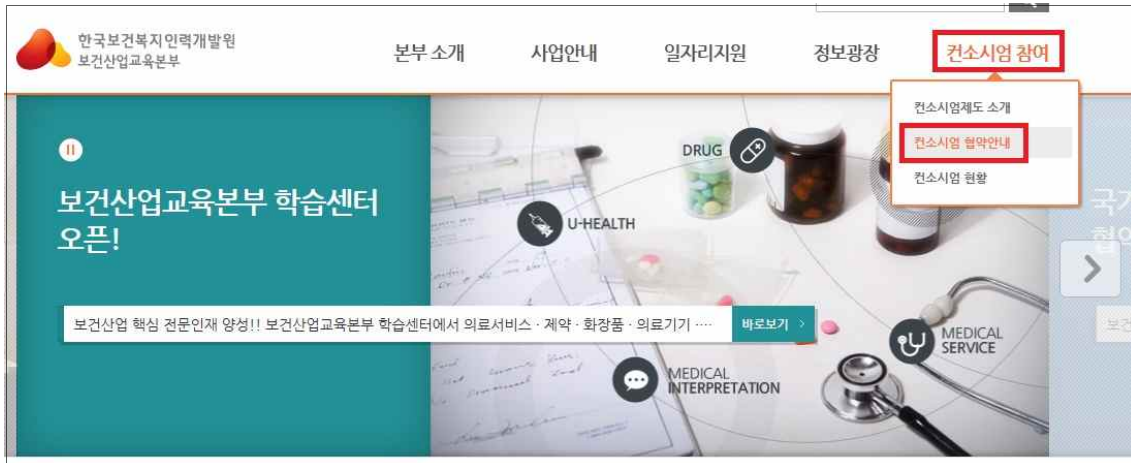 한국보건복지인력개발원
보건산업교육본부
본부 소개
사업안내
일자리지원
정보광장
컨소시엄 참여
컨소시엄제도 소개
컨소시엄 협약안내
컨소시엄 현황
보건산업교육본부 학습센터
오픈!
보건산업 핵심 전문인재 양성!! 보건산업교육본부 학습센터에서 의료서비스 · 제약 · 화장품 · 의료기기 ····
바로보기 >
DRUG
U-HEALTH
MEDICAL
SERVICE
MEDICAL
INTERPRETATION
국가
협약
보건